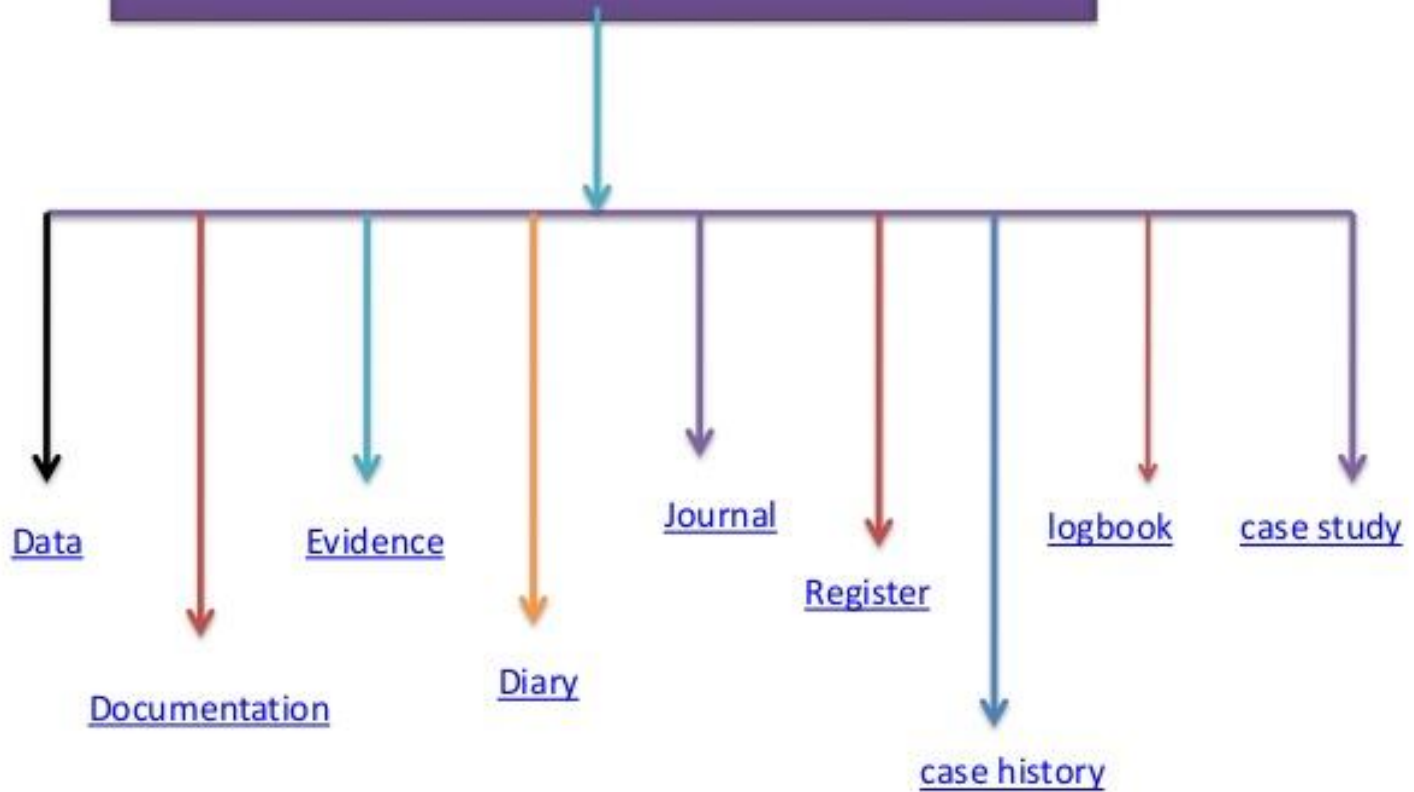 Data
Documentation
Evidence
Diary
Journal
Register
case history
logbook
case study